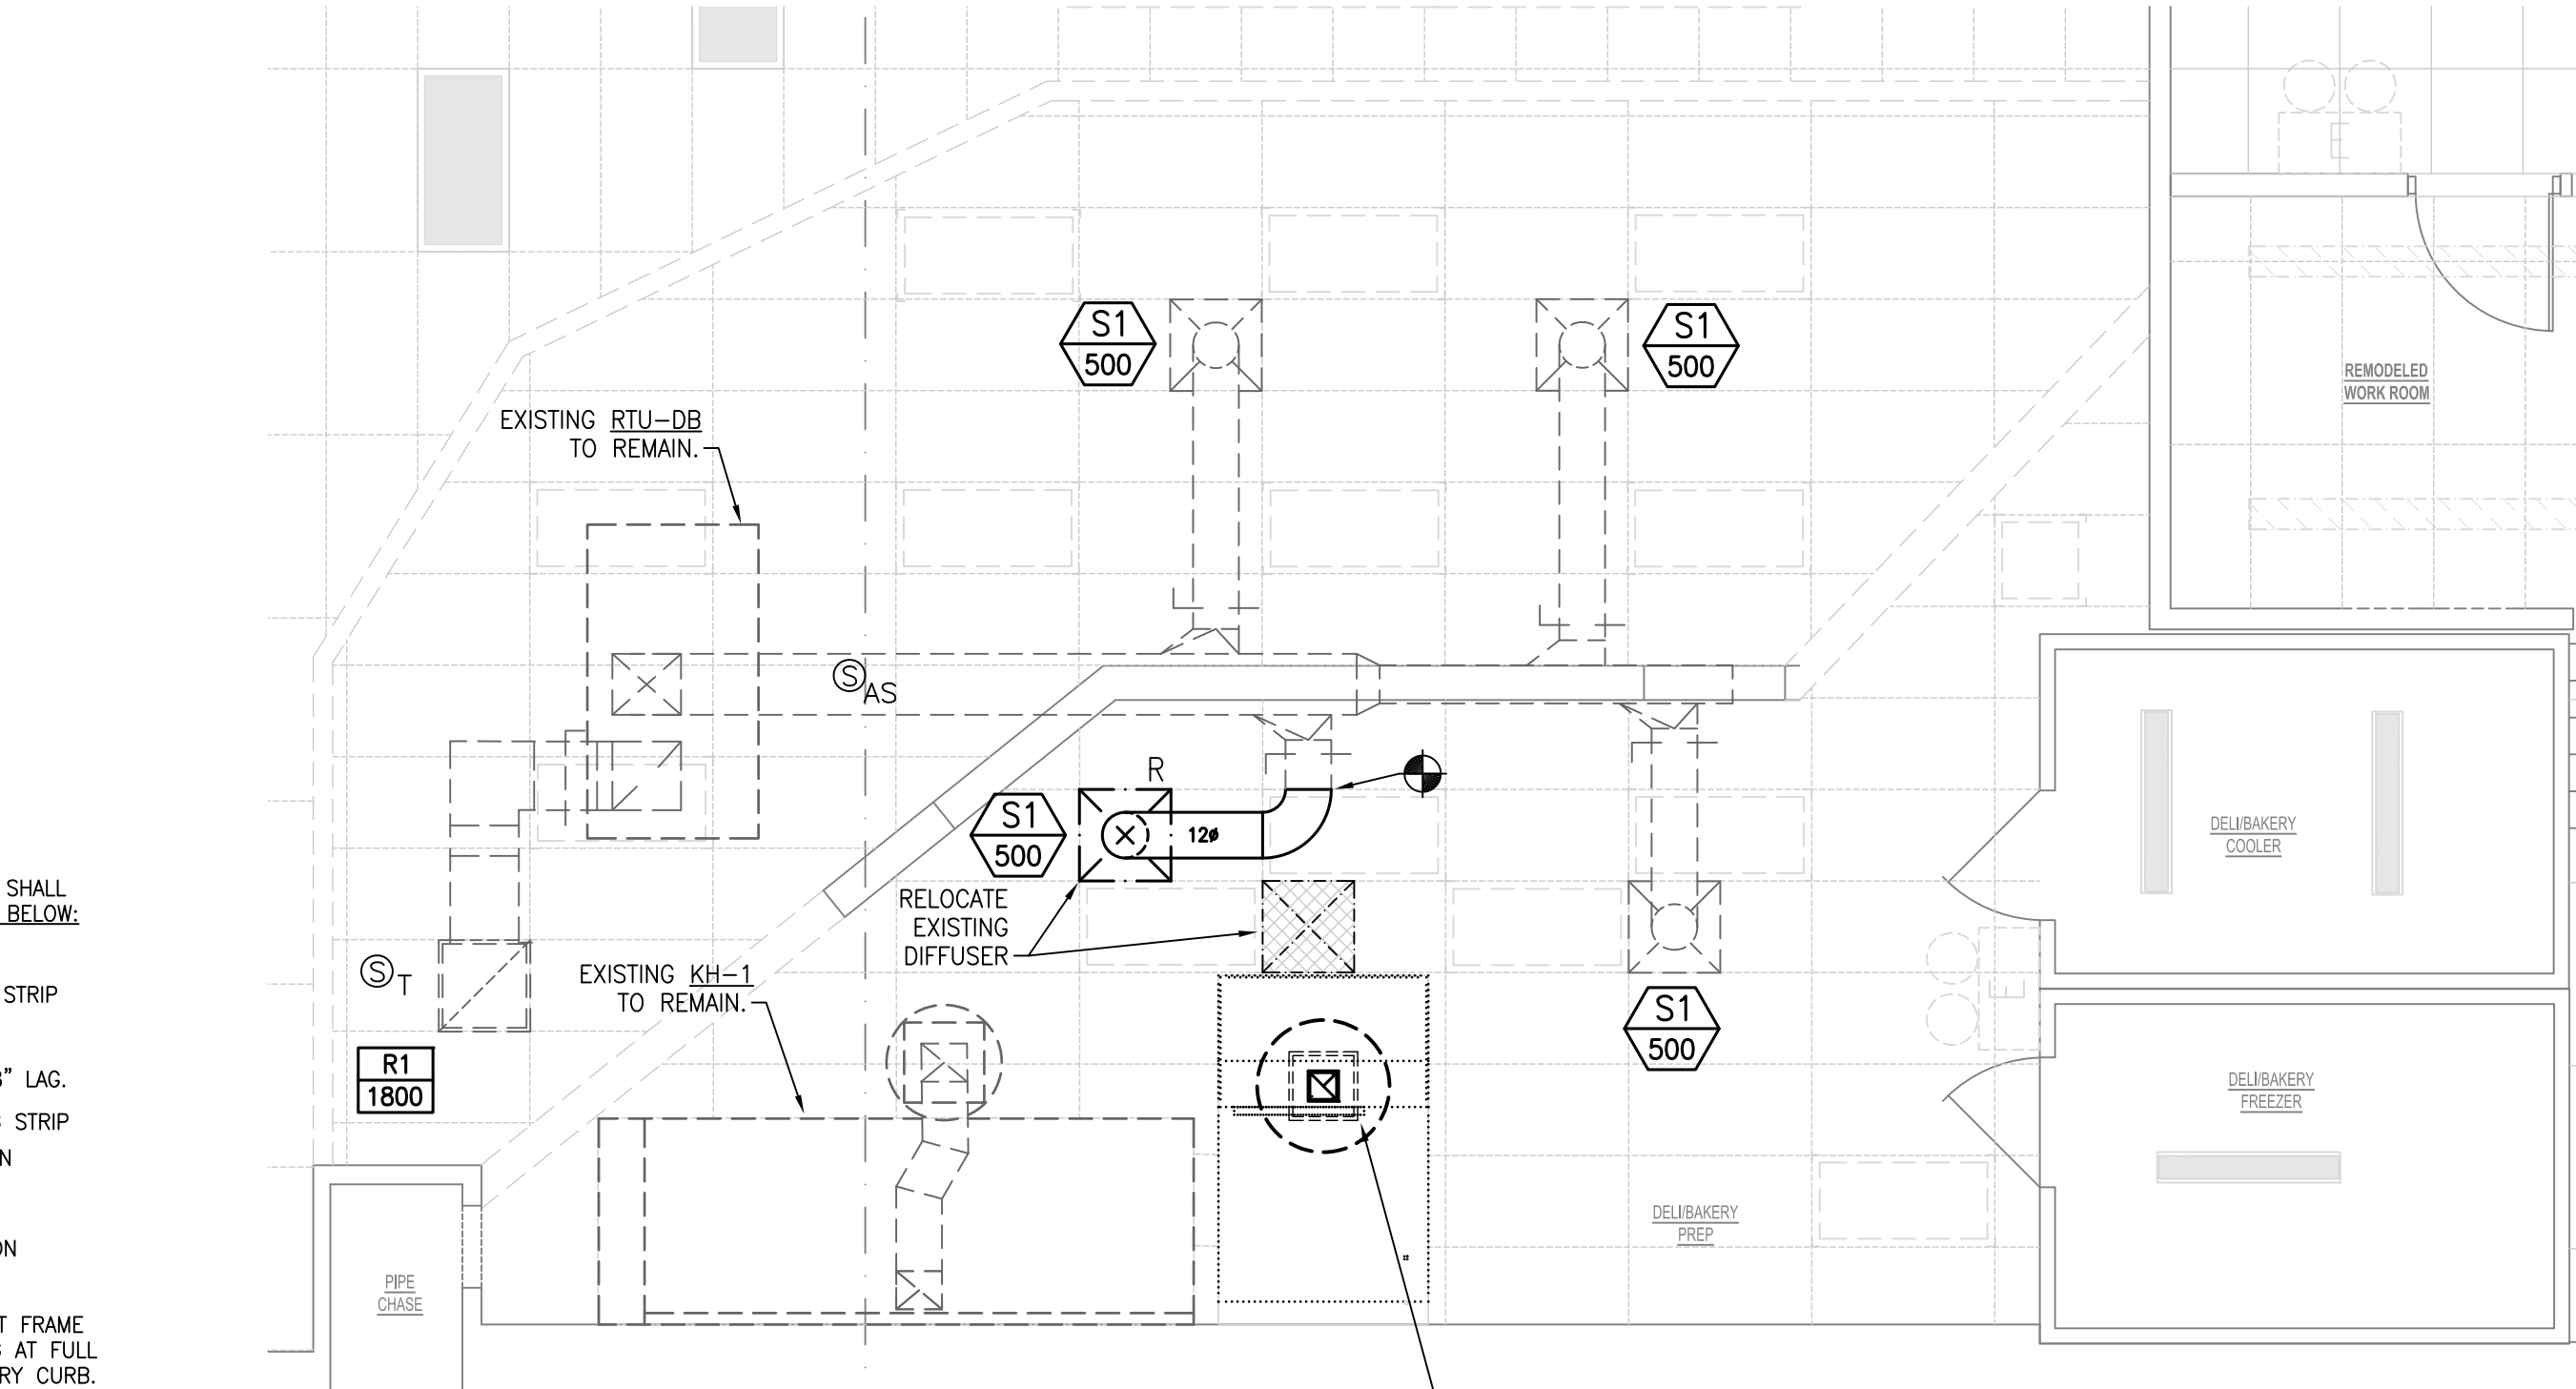 S1
500
S1
500
REMODELED
WORK ROOM
EXISTING RTU-DB
TO REMAIN.
S AS
R
S1
500
12ø
DELI/BAKERY
COOLER
SHALL
BELOW:
RELOCATE
EXISTING
DIFFUSER
S T
EXISTING KH-1
TO REMAIN.
STRIP
S1
500
R1
1800
" LAG.
STRIP
DELI/BAKERY
FREEZER
DELI/BAKERY
PREP
PIPE
CHASE
FRAME
AT FULL
CURB.